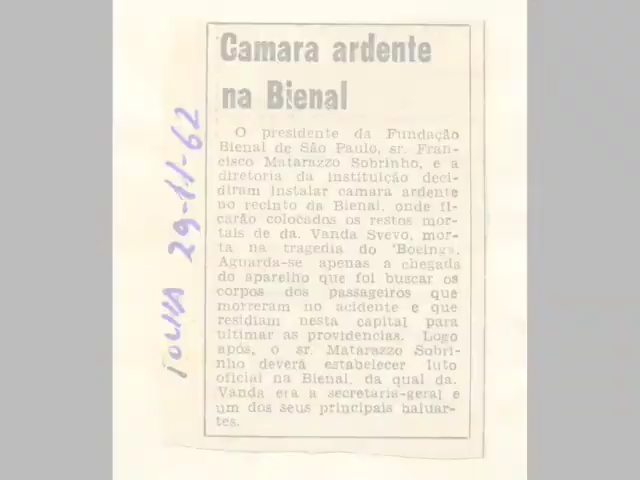 Camara ardente
na Bienal
O presidente da Fundação
Bienal de São Paulo, sr. Fran-
cisco Matarazzo Sobrinho, e a
diretoria da instituição deci-
diram instalar camara ardente
no recinto da Bienal, onde fi-
carão colocados os restos mor-
tais de da. Vanda Svevo, mor-
ta na tragedia do "Boeing».
Aguarda-se apenas a chegada
do aparelho que foi buscar os
corpos dos passageiros que
morreram no acidente e que
residiam nesta capital para
ultimar as providencias. Logo
após, o sr. Matarazzo Sobri-
nho deverá estabelecer luto
oficial na Bienal, da qual da.
Vanda era a secretaria-geral e
um dos seus principais baluar-
tes.
FOLHA 29-11-62